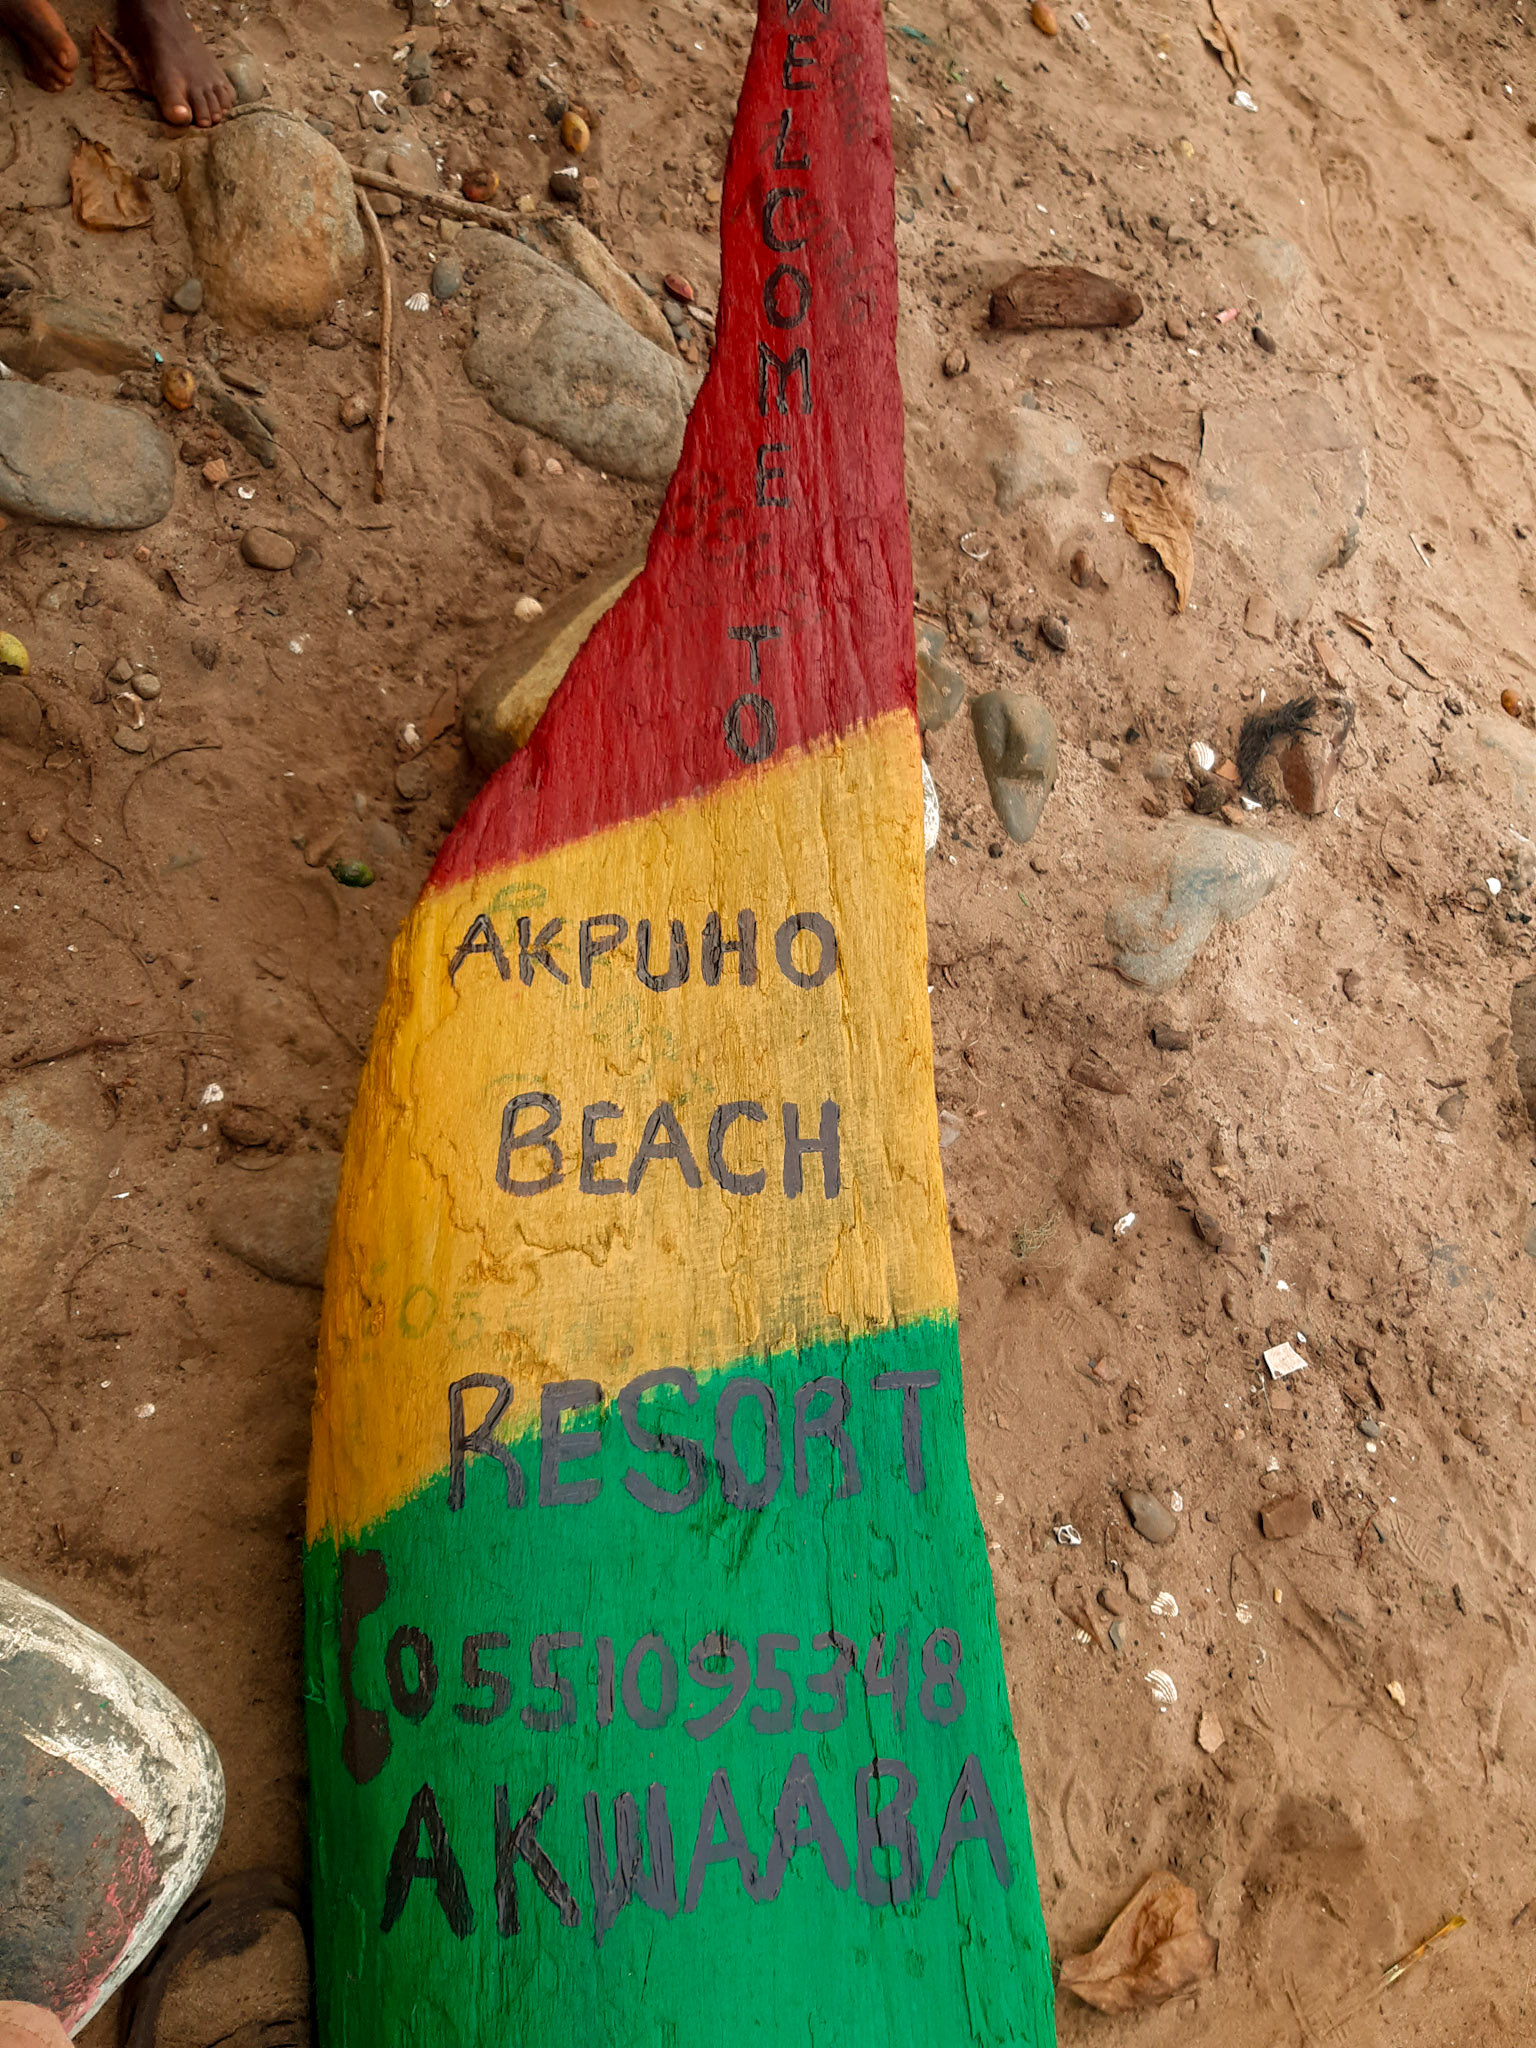 WELCOME TO
AKPUHO
BEACH
RESORT
0551095348
AKWAABA